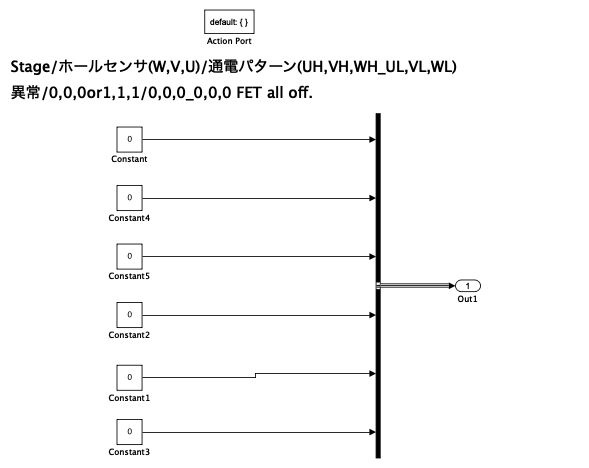 default: { }
Action Port
Stage/ホールセンサ(W,V,U)/通電パターン(UH,VH,WH_UL,VL,WL)
異常/0,0,0or1,1,1/0,0,0_0,0,0 FET all off.
0
Constant
0
Constant4
0
Constant5
1
Out1
0
Constant2
0
Constant1
0
Constant3